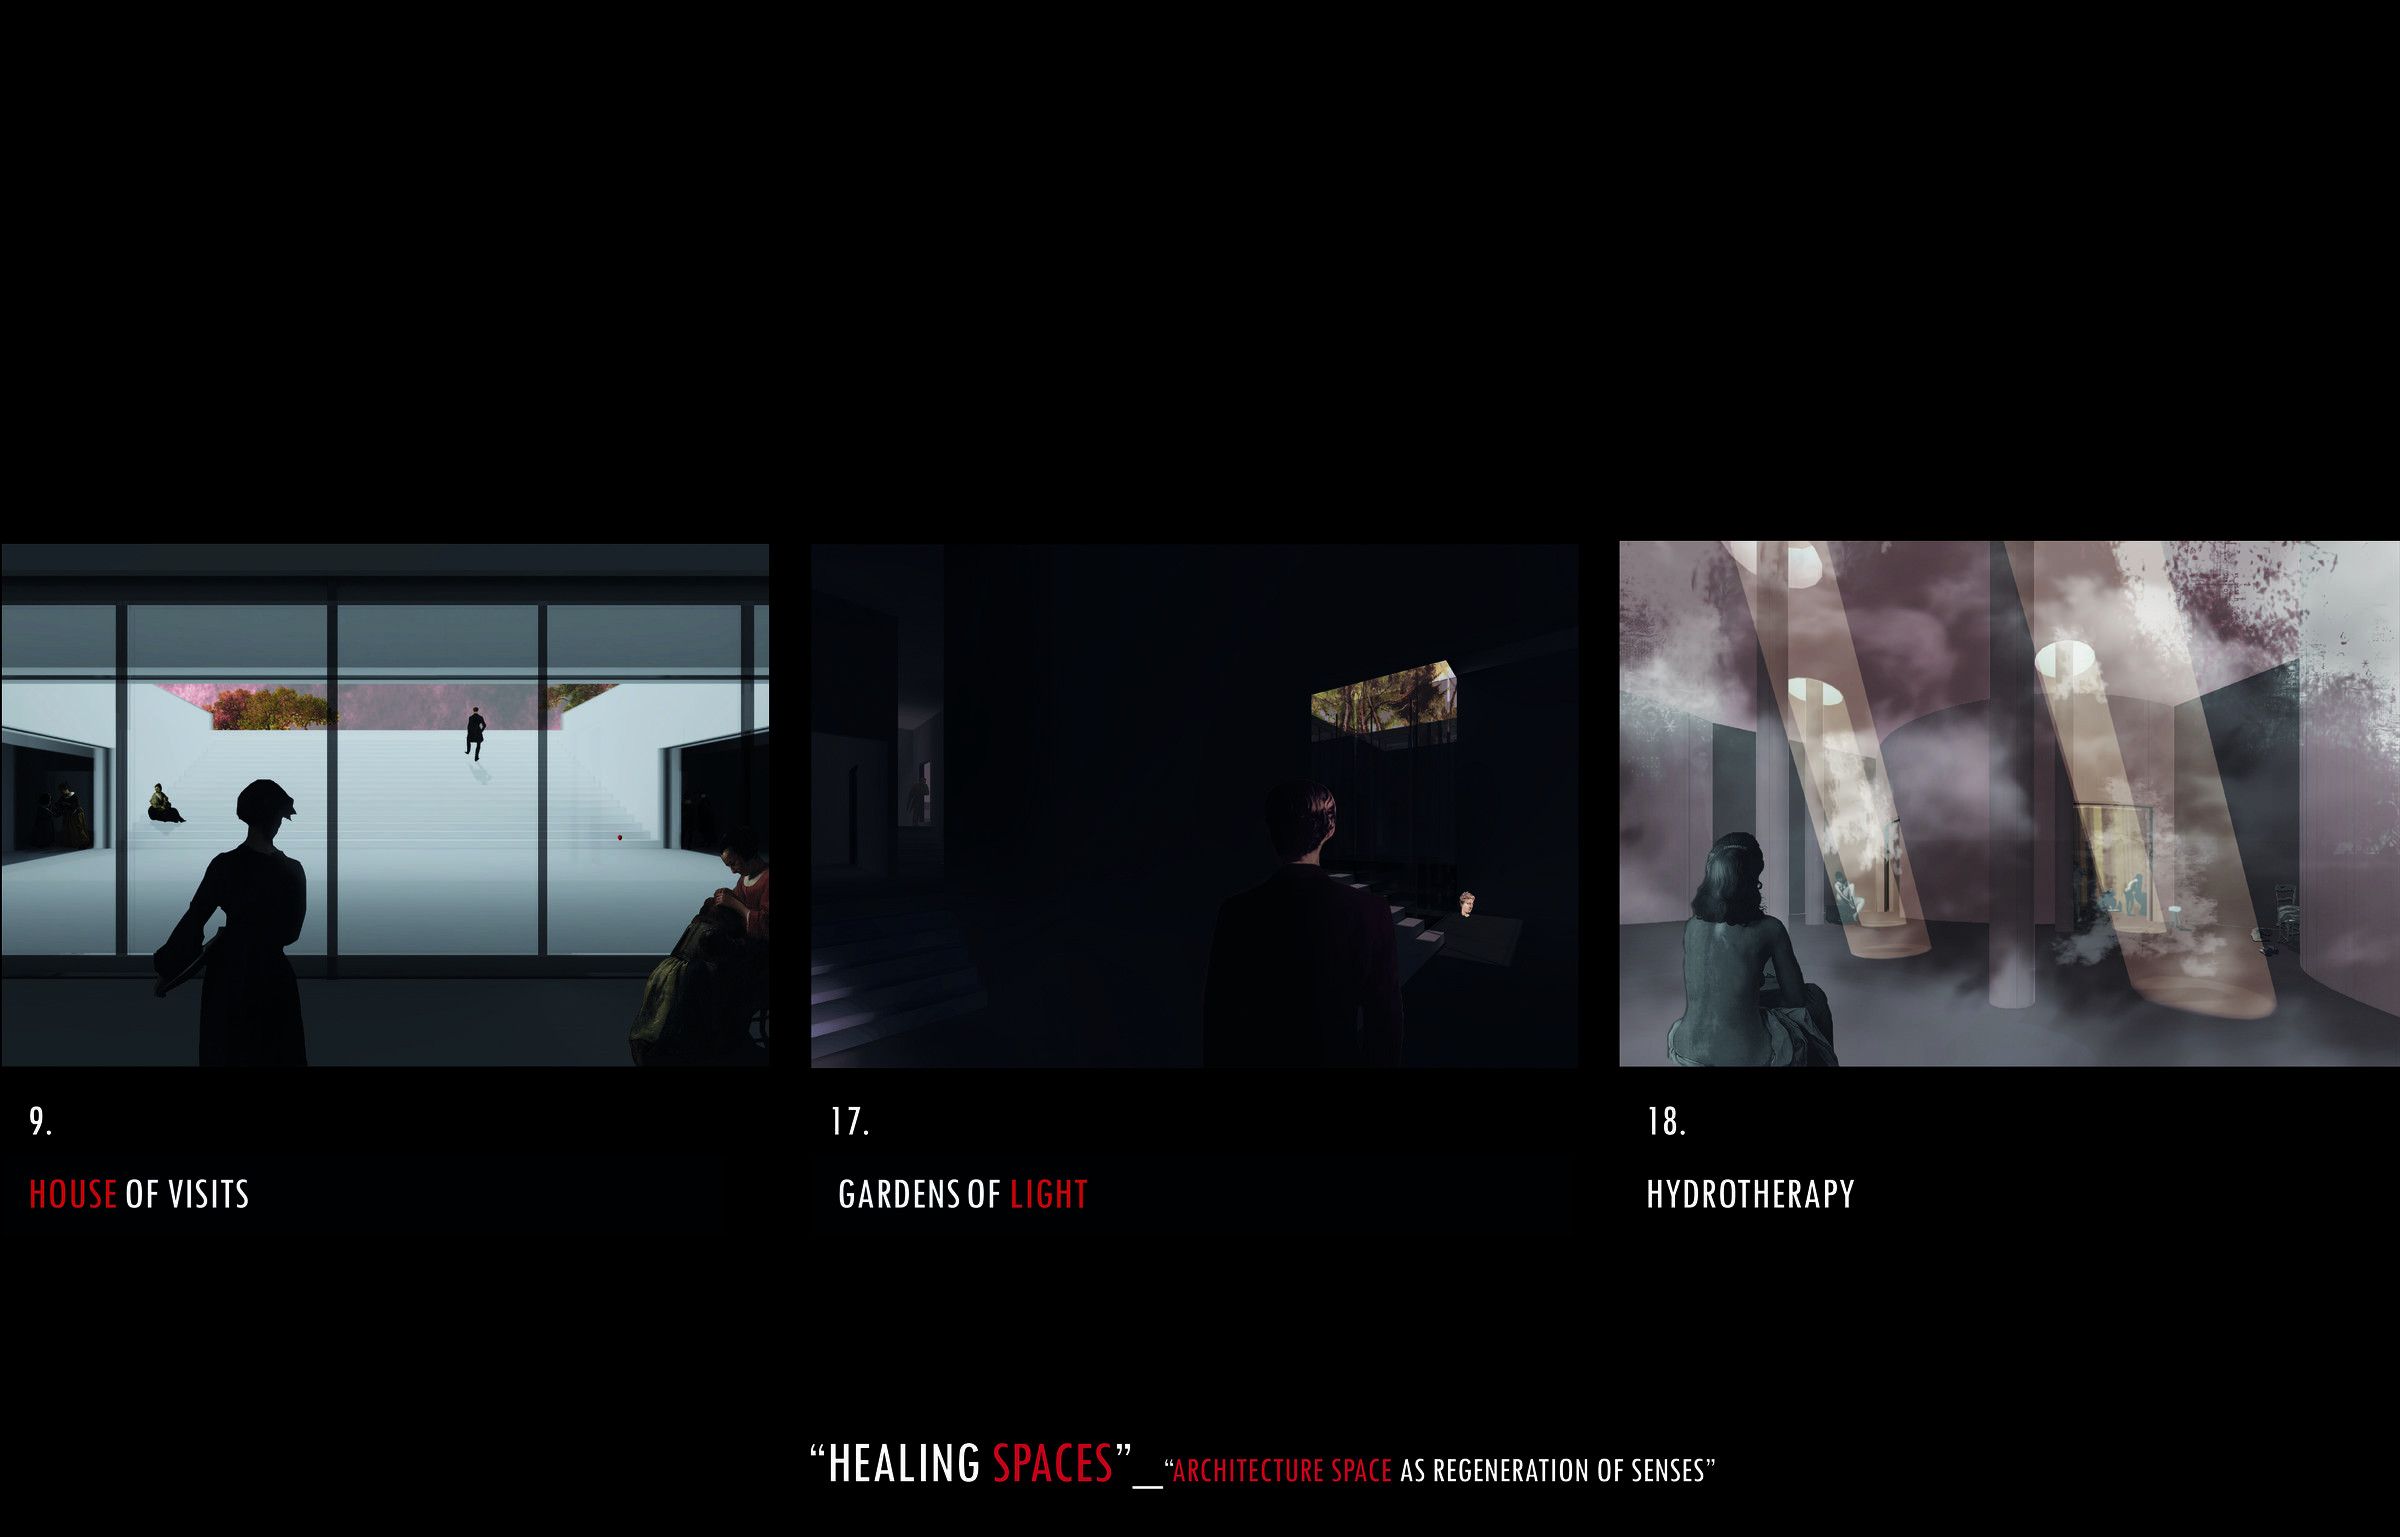 9.
HOUSE OF VISITS
17.
GARDENS OF LIGHT
18.
HYDROTHERAPY
“HEALING SPACES”_“ARCHITECTURE SPACE AS REGENERATION OF SENSES”